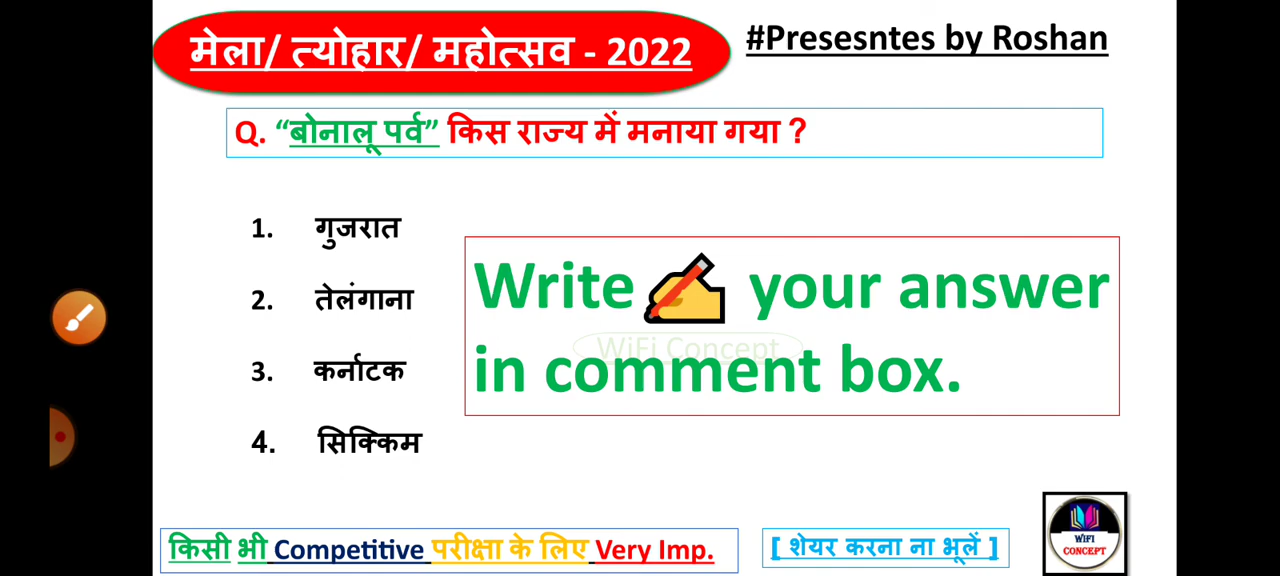 मेला/ त्योहार/ महोत्सव - 2022
#Presesntes by Roshan
Q. “बोनालू पर्व” किस राज्य में मनाया गया ?
1. गुजरात
2. तेलंगाना
3. कर्नाटक
4. सिक्किम
Write ✍ your answer
in comment box.
WiFi Concept
किसी भी Competitive परीक्षा के लिए Very Imp.
[ शेयर करना ना भूलें ]
WiFi
CONCEPT